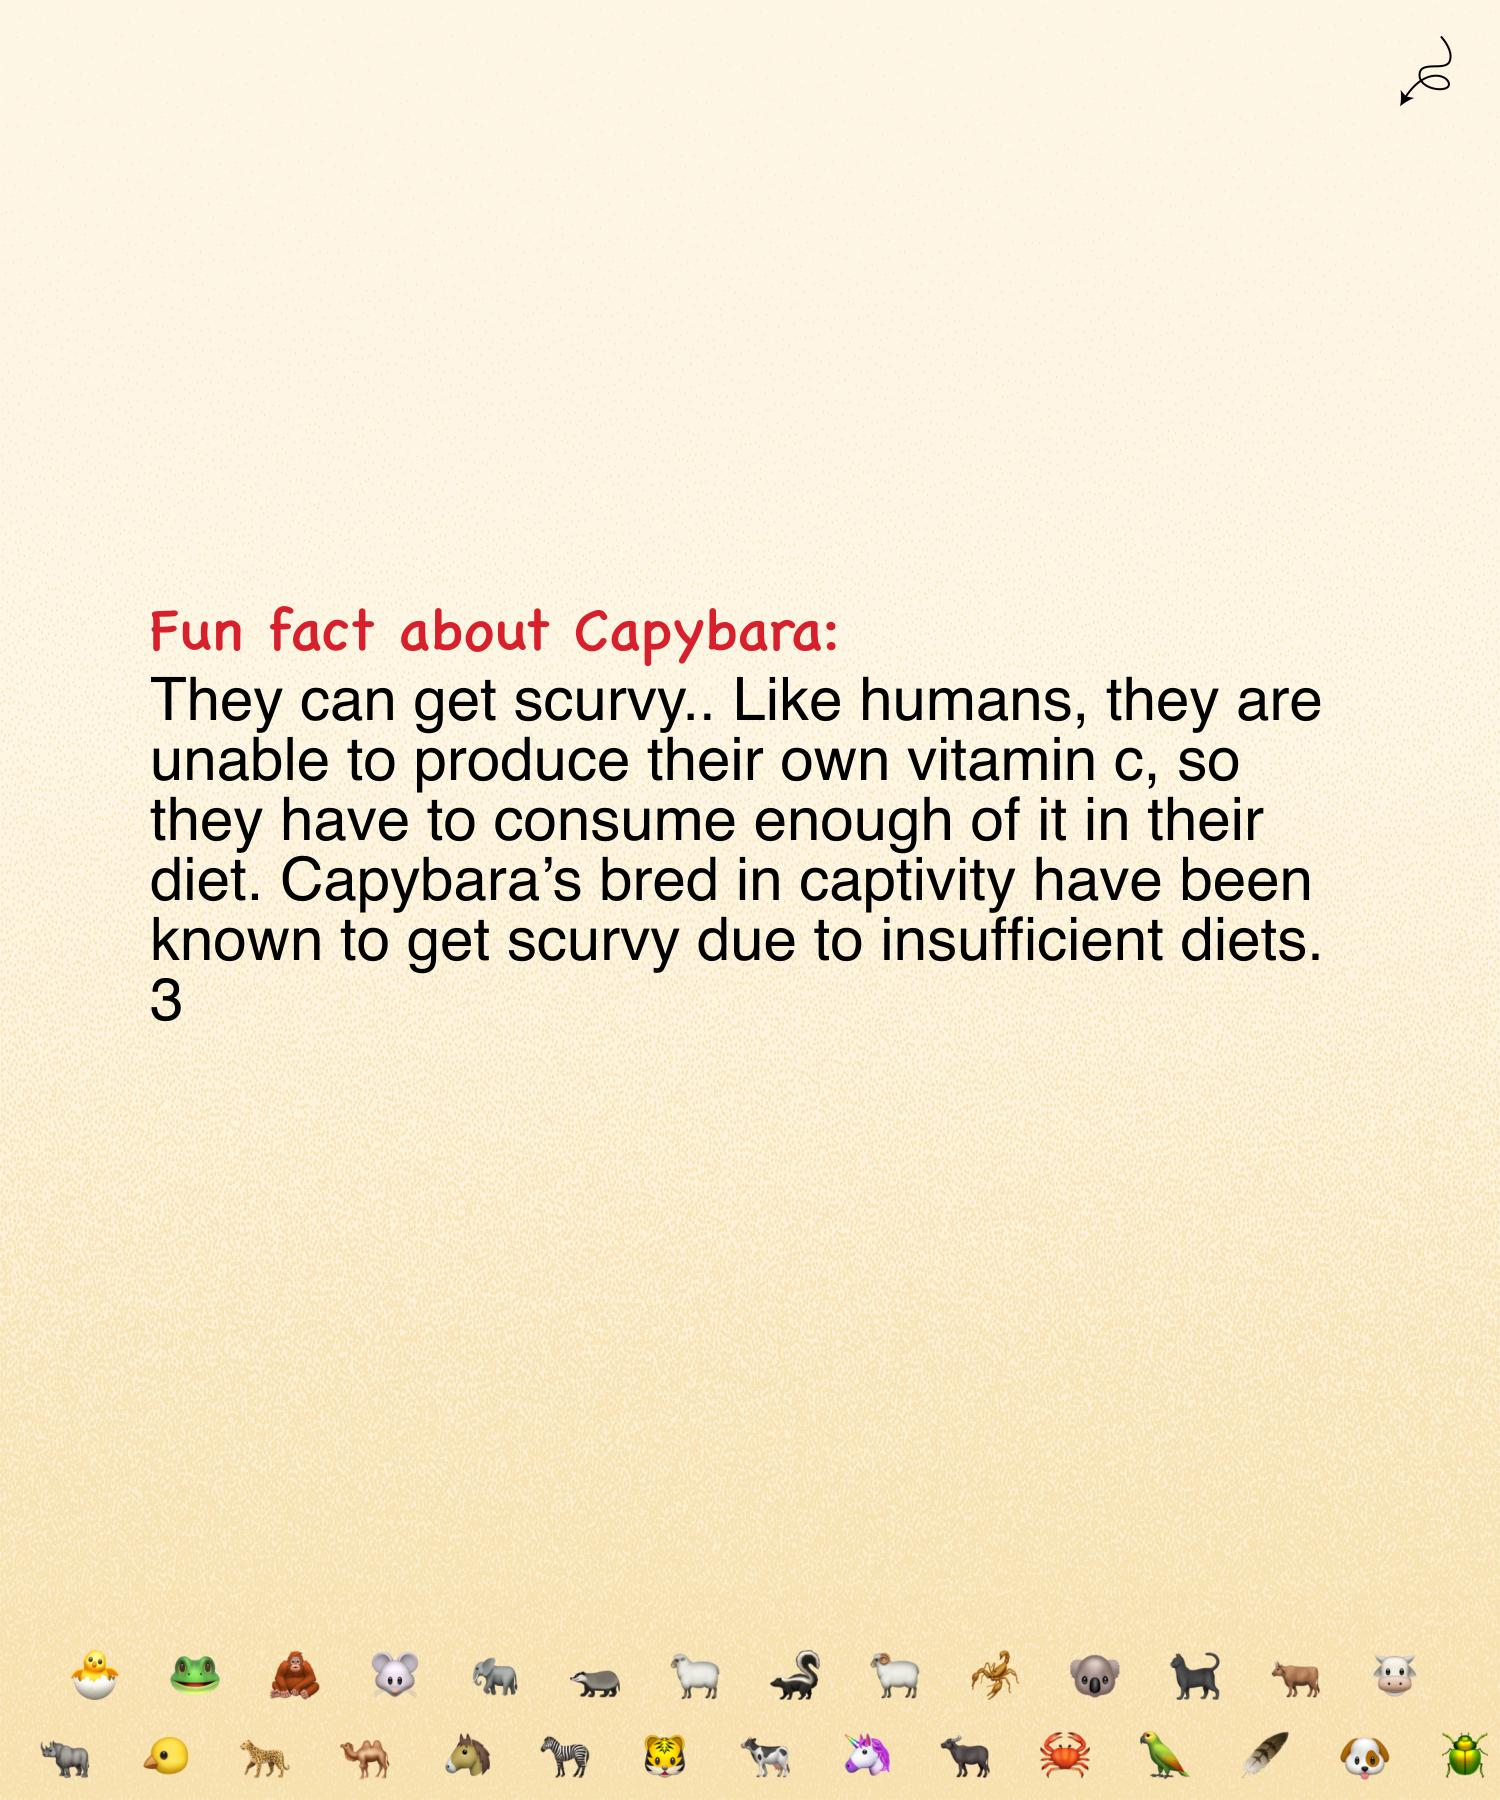 Fun fact about Capybara:
They can get scurvy.. Like humans, they are
unable to produce their own vitamin c, so
they have to consume enough of it in their
diet. Capybara’s bred in captivity have been
known to get scurvy due to insufficient diets.
3